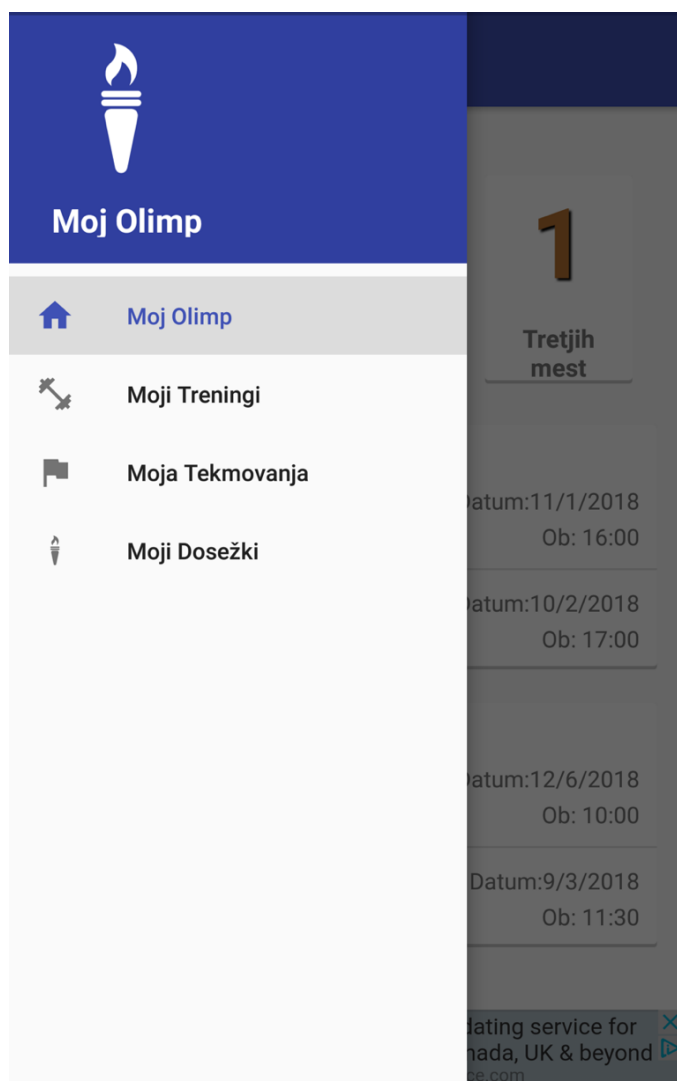 Moj Olimp
Moj Olimp
Moji Treningi
Moja Tekmovanja
Moji Dosežki
1
Tretjih
mest
Datum:11/1/2018
Ob: 16:00
Datum:10/2/2018
Ob: 17:00
Datum:12/6/2018
Ob: 10:00
Datum:9/3/2018
Ob: 11:30
service for
UK & beyond